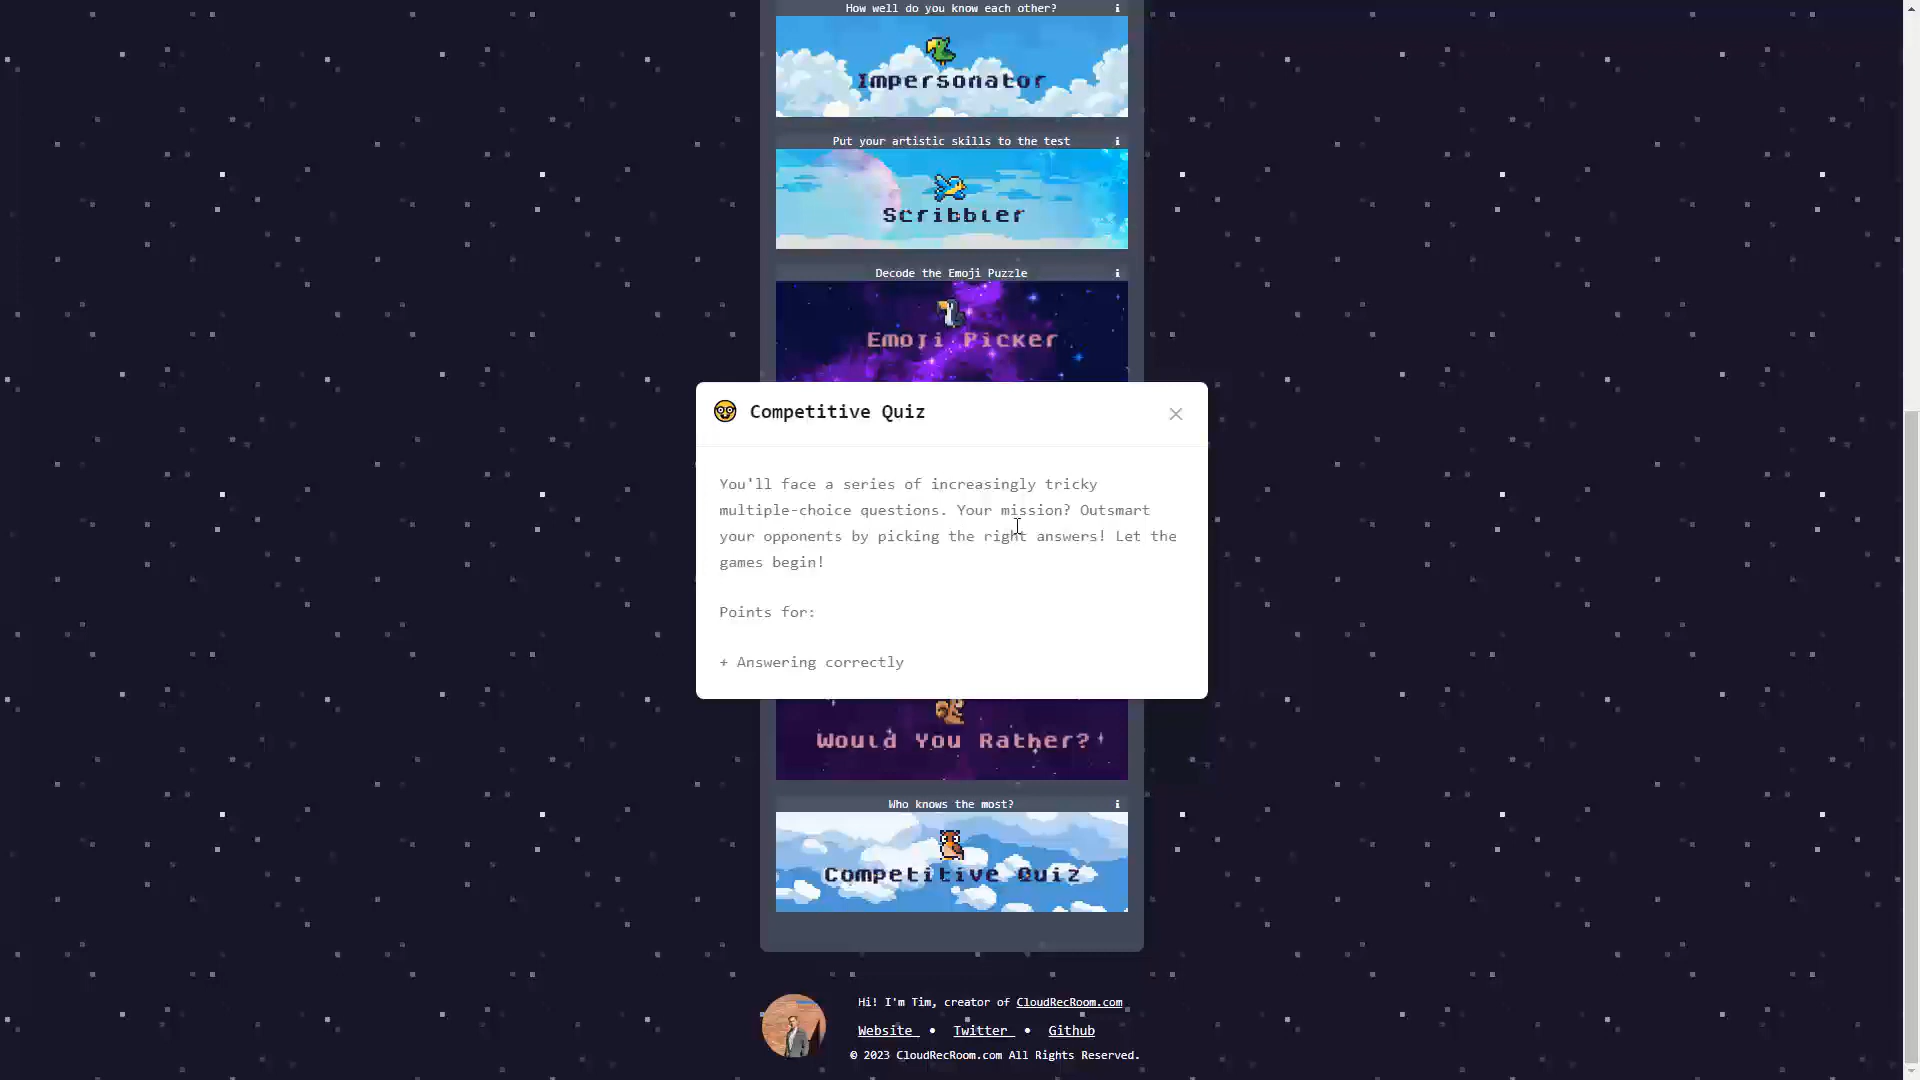 How well do you know each other?
Impersonator
Put your artistic skills to the test
Scribbler
Decode the Emoji Puzzle
Emoji Picker
Competitive Quiz
You'll face a series of increasingly tricky
multiple-choice questions. Your mission? Outsmart
your opponents by picking the right answers! Let the
games begin!
Points for:
+ Answering correctly
Would You Rather?
Who knows the most?
Competitive Quiz
Hi! I'm Tim, creator of CloudRecRoom.com
Website • Twitter • Github
© 2023 CloudRecRoom.com All Rights Reserved.